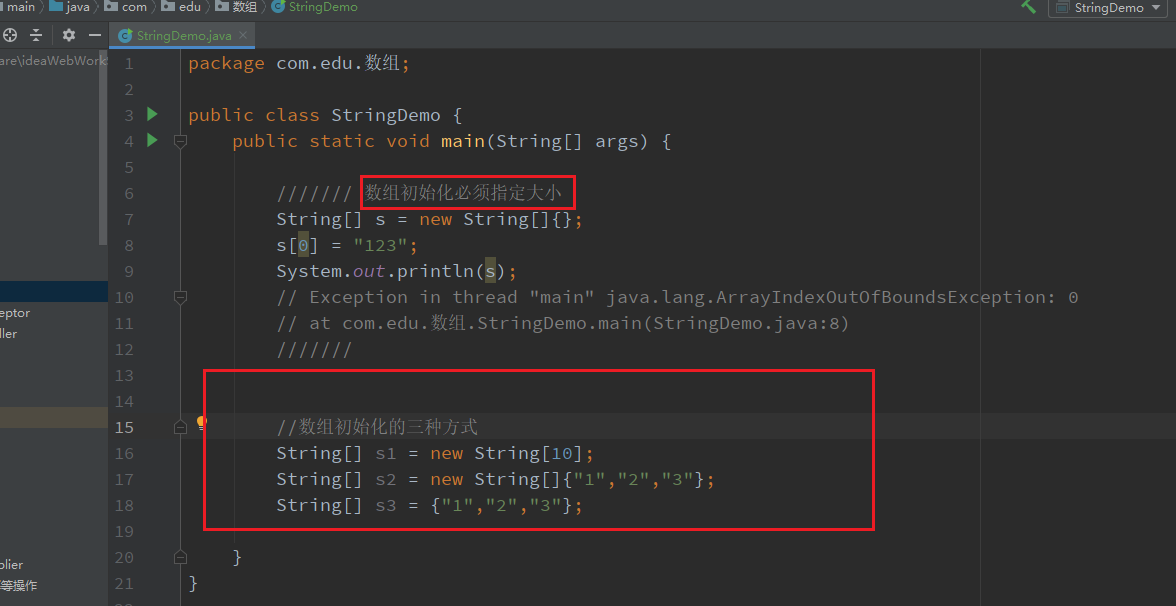 main java com edu 数组 StringDemo StringDemo
StringDemo.java
are\ideaWebWork
1 package com.edu.数组;
2
3 public class StringDemo {
4 public static void main(String[] args) {
5
6 /////// 数组初始化必须指定大小
7 String[] s = new String[]{};
8 s[0] = "123";
9 System.out.println(s);
10 // Exception in thread "main" java.lang.ArrayIndexOutOfBoundsException: 0
eptor
11 // at com.edu.数组.StringDemo.main(StringDemo.java:8)
ller
12 ///////
13
14
15 //数组初始化的三种方式
16 String[] s1 = new String[10];
17 String[] s2 = new String[]{"1","2","3"};
18 String[] s3 = {"1","2","3"};
19
20 }
plier
21 }
等操作